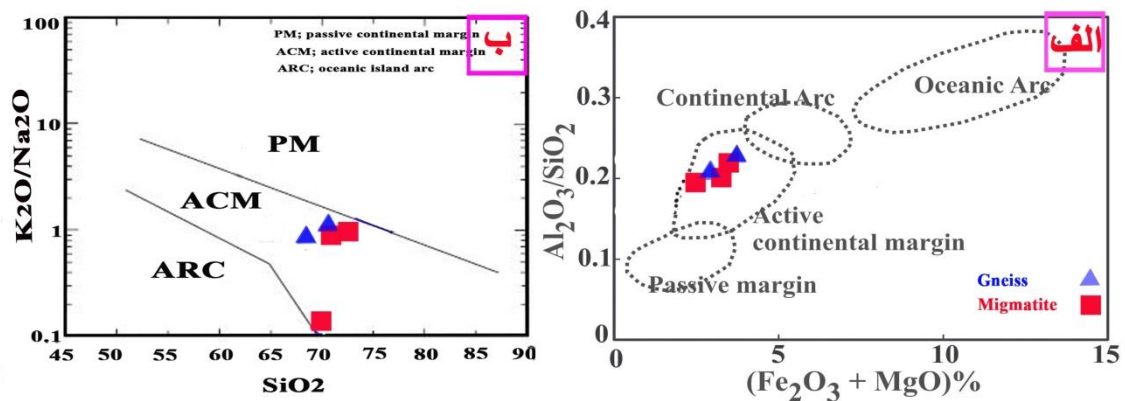 100
10
1
0.1
K2O/Na2O
PM; passive continental margin
ACM; active continental margin
ARC; oceanic island arc
ب
PM
ACM
ARC
45 50 55 60 65 70 75 80 85 90
SiO2
0.4
0.3
0.2
0.1
0
Al2O3/SiO2
الف
Oceanic Arc
Continental Arc
Active
continental margin
Passive margin
Gneiss
Migmatite
0 5 10 15
(Fe2O3 + MgO)%